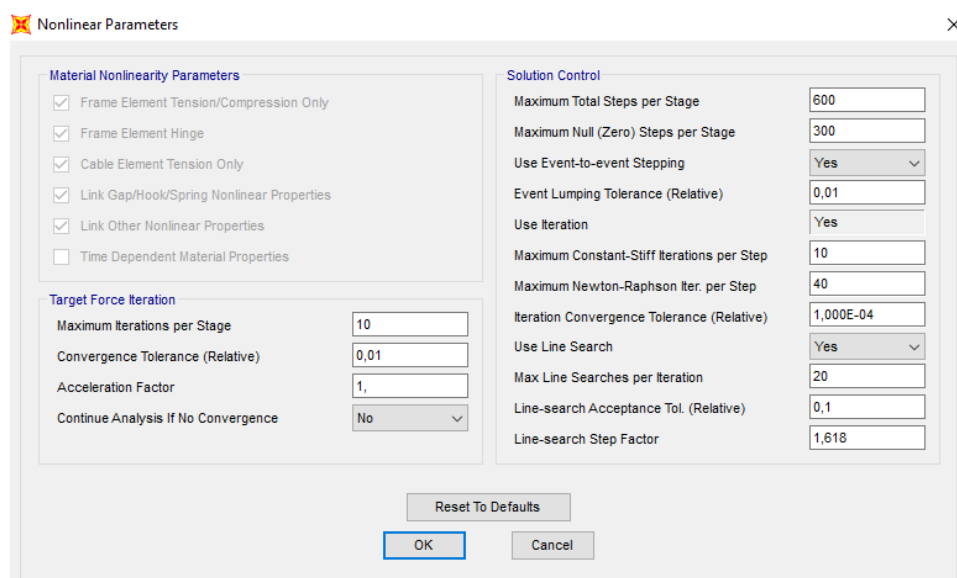 Nonlinear Parameters
Material Nonlinearity Parameters
Frame Element Tension/Compression Only
Frame Element Hinge
Cable Element Tension Only
Link Gap/Hook/Spring Nonlinear Properties
Link Other Nonlinear Properties
Time Dependent Material Properties
Target Force Iteration
Maximum Iterations per Stage 10
Convergence Tolerance (Relative) 0,01
Acceleration Factor 1,
Continue Analysis If No Convergence No
Solution Control
Maximum Total Steps per Stage 600
Maximum Null (Zero) Steps per Stage 300
Use Event-to-event Stepping Yes
Event Lumping Tolerance (Relative) 0,01
Use Iteration Yes
Maximum Constant-Stiff Iterations per Step 10
Maximum Newton-Raphson Iter. per Step 40
Iteration Convergence Tolerance (Relative) 1,000E-04
Use Line Search Yes
Max Line Searches per Iteration 20
Line-search Acceptance Tol. (Relative) 0,1
Line-search Step Factor 1,618
Reset To Defaults
OK Cancel